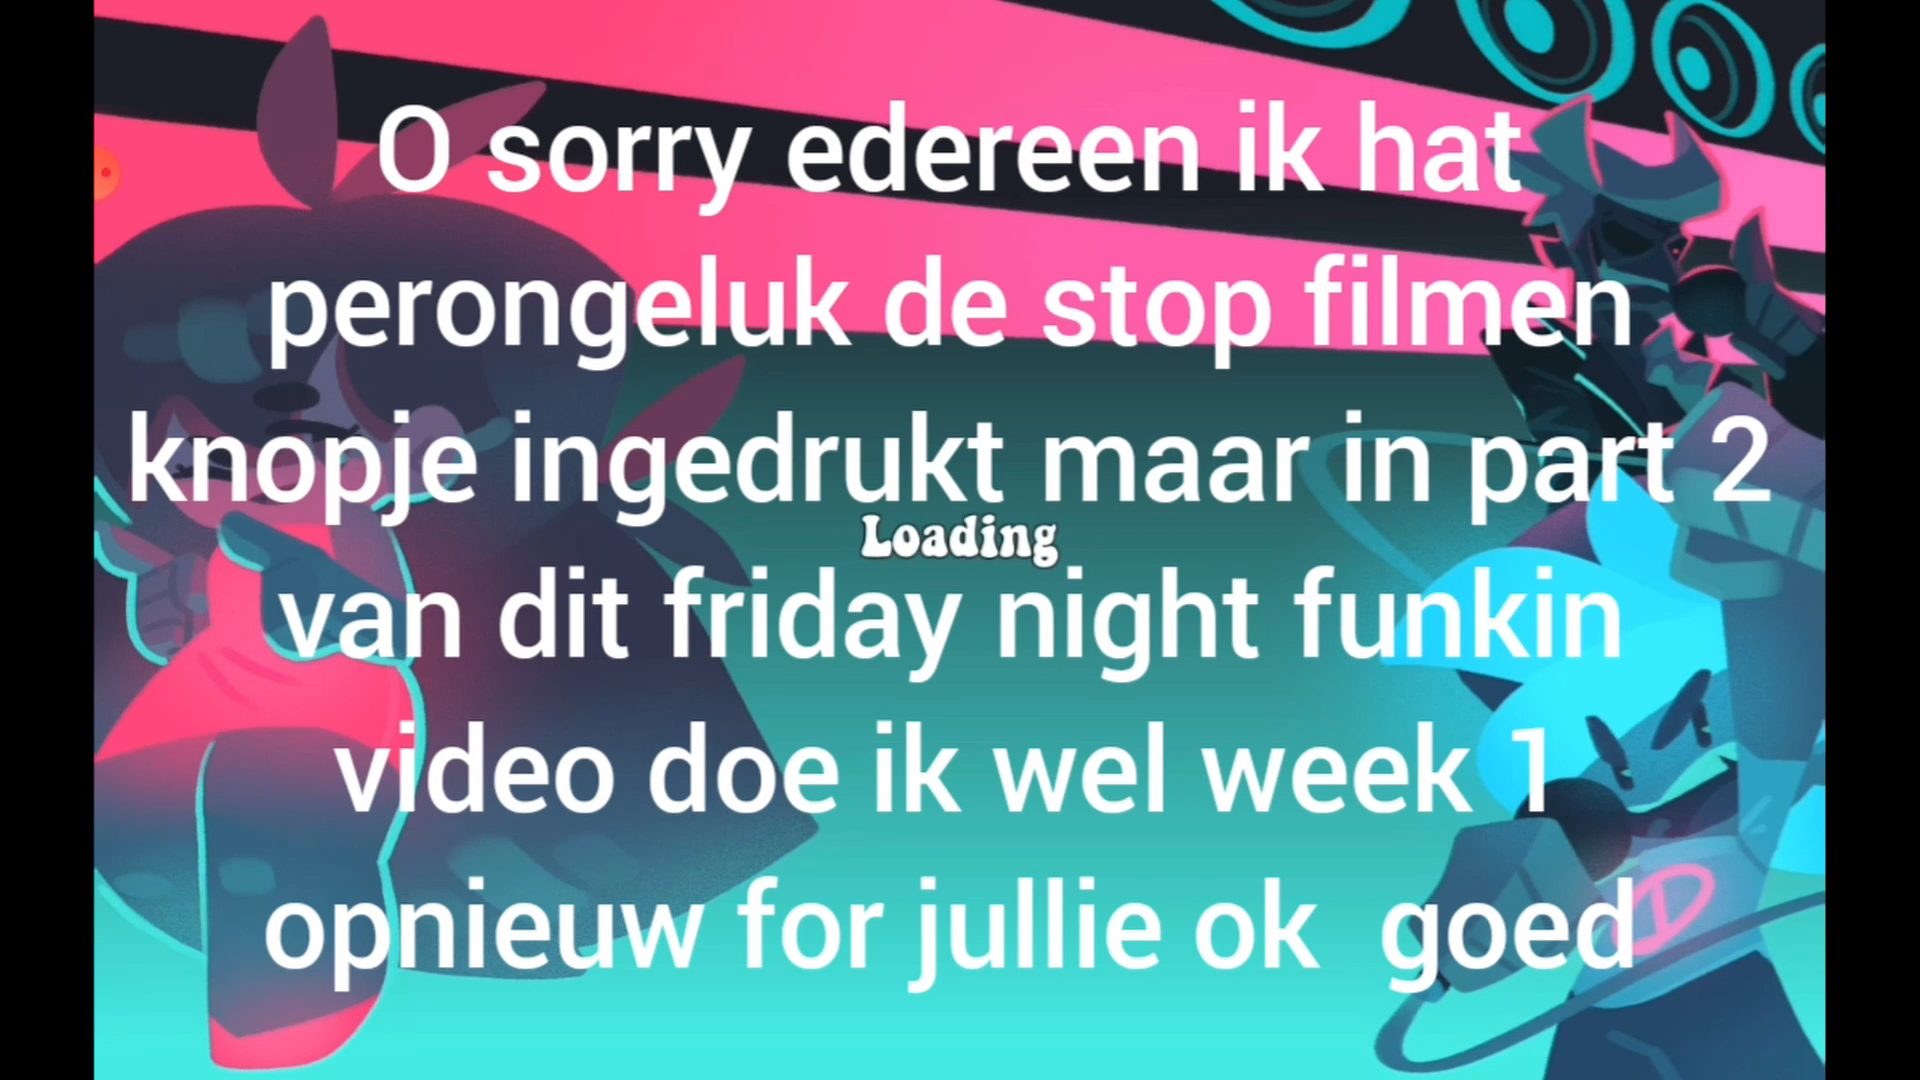 O sorry edereen ik hat
perongeluk de stop filmen
knopje ingedrukt maar in part 2
Loading
van dit friday night funkin
video doe ik wel week 1
opnieuw for jullie ok  goed